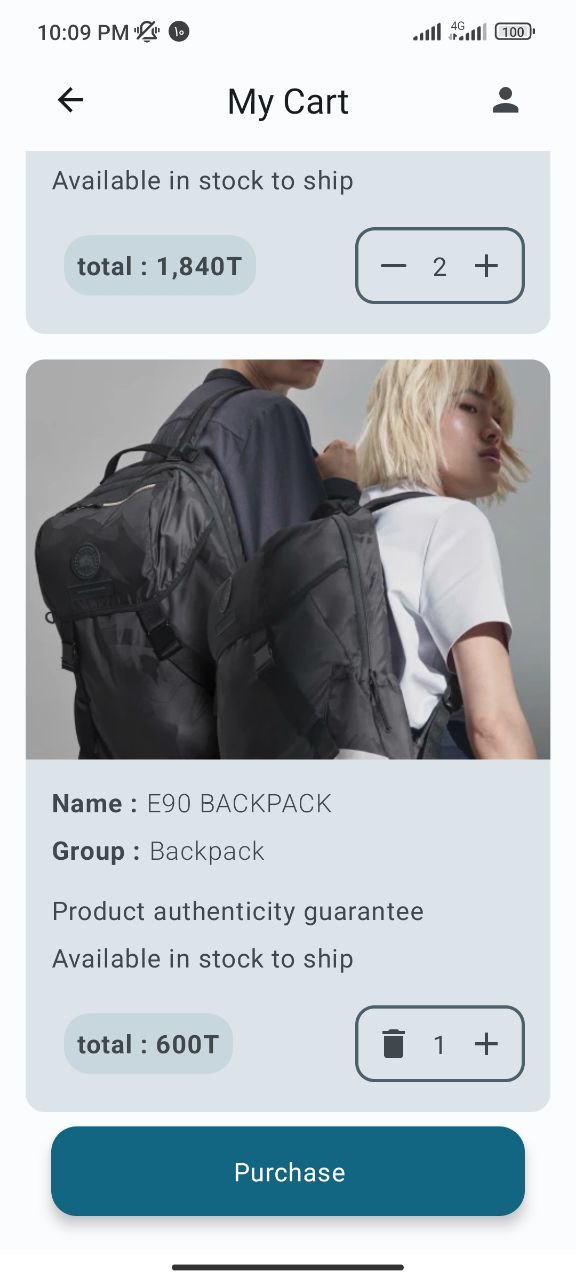 10:09 PM
۱۰
4G
100
My Cart
Available in stock to ship
total : 1,840T
2
Name : E90 BACKPACK
Group : Backpack
Product authenticity guarantee
Available in stock to ship
total : 600T
1
Purchase